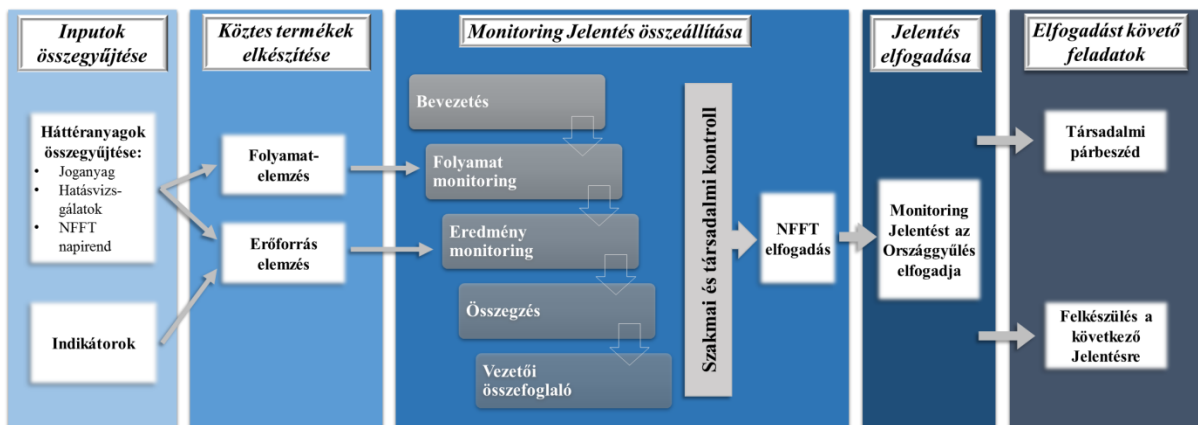 Inputok
összegyűjtése
Háttéranyagok
összegyűjtése:
• Joganyag
• Hatásvizs-
gálatok
• NFFT
napirend
Indikátorok
Köztes termékek
elkészítése
Folyamat-
elemzés
Erőforrás
elemzés
Monitoring Jelentés összeállítása
Bevezetés
Folyamat
monitoring
Eredmény
monitoring
Összegzés
Vezetői
összefoglaló
Szakmai és társadalmi kontroll
NFFT
elfogadás
Jelentés
elfogadása
Monitoring
Jelentést az
Országgyűlés
elfogadja
Elfogadást követő
feladatok
Társadalmi
párbeszéd
Felkészülés a
következő
Jelentésre